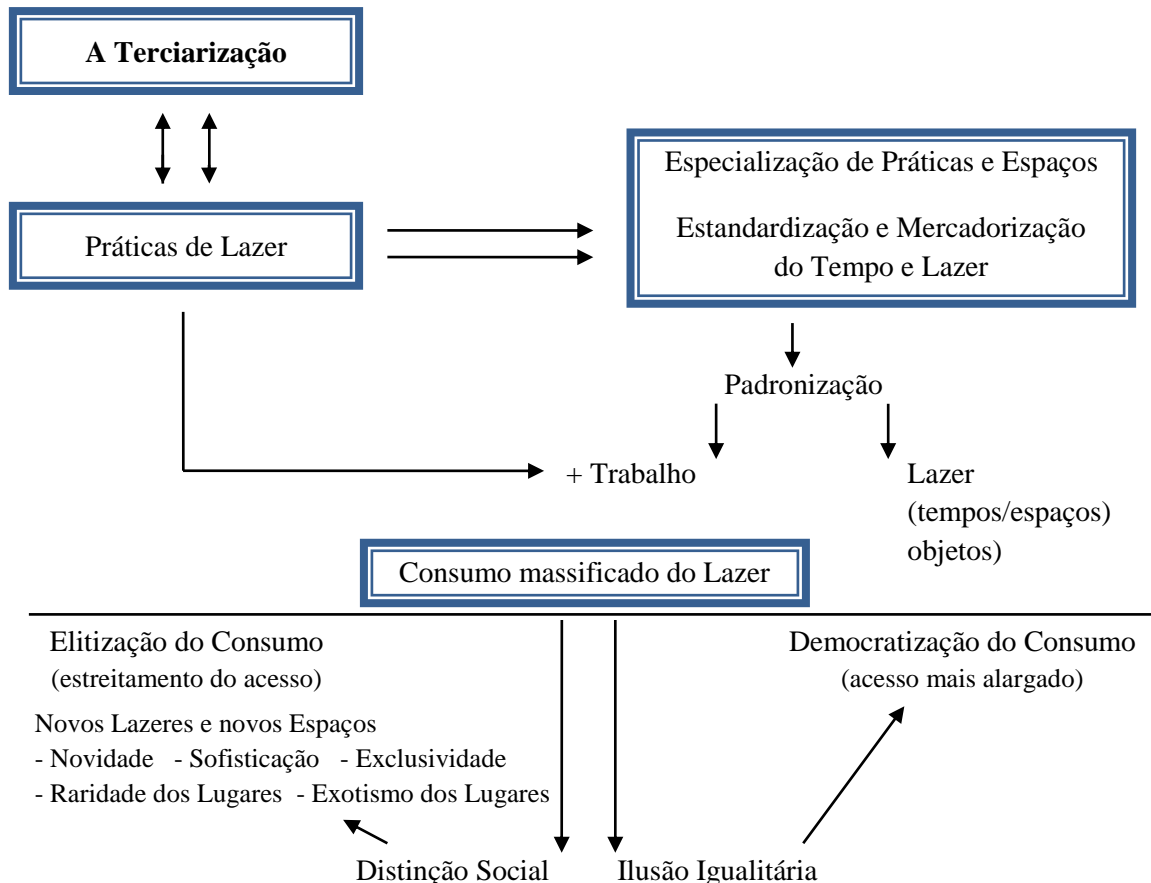 A Terciarização
Especialização de Práticas e Espaços
Estandardização e Mercadorização
do Tempo e Lazer
Práticas de Lazer
Padronização
+ Trabalho
Lazer
(tempos/espaços)
objetos)
Consumo massificado do Lazer
Elitização do Consumo
(estreitamento do acesso)
Democratização do Consumo
(acesso mais alargado)
Novos Lazeres e novos Espaços
- Novidade - Sofisticação - Exclusividade
- Raridade dos Lugares - Exotismo dos Lugares
Distinção Social
Ilusão Igualitária